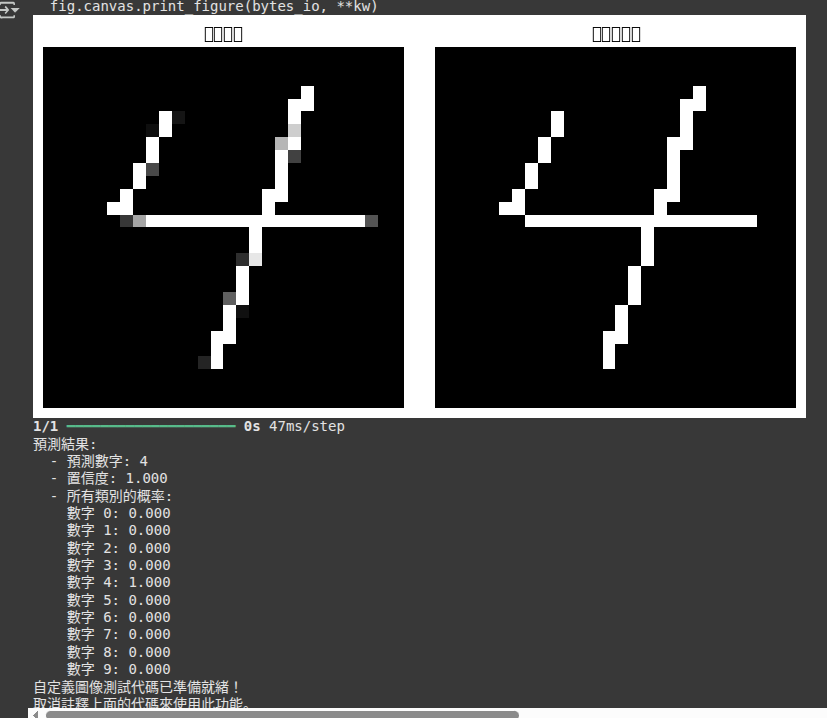 fig.canvas.print_figure(bytes_io, **kw)
1/1 ━━━━━━━━━━━━━━━━━━━━ 0s 47ms/step
預測結果:
- 預測數字: 4
- 置信度: 1.000
- 所有類別的概率:
數字 0: 0.000
數字 1: 0.000
數字 2: 0.000
數字 3: 0.000
數字 4: 1.000
數字 5: 0.000
數字 6: 0.000
數字 7: 0.000
數字 8: 0.000
數字 9: 0.000
自定義圖像測試代碼已準備就緒！
取消註釋上面的代碼來使用此功能。